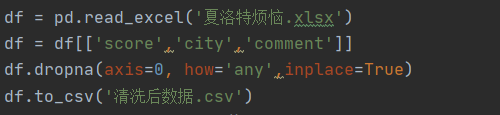 df = pd.read_excel('夏洛特烦恼.xlsx')
df = df[['score','city','comment']]
df.dropna(axis=0, how='any',inplace=True)
df.to_csv('清洗后数据.csv')